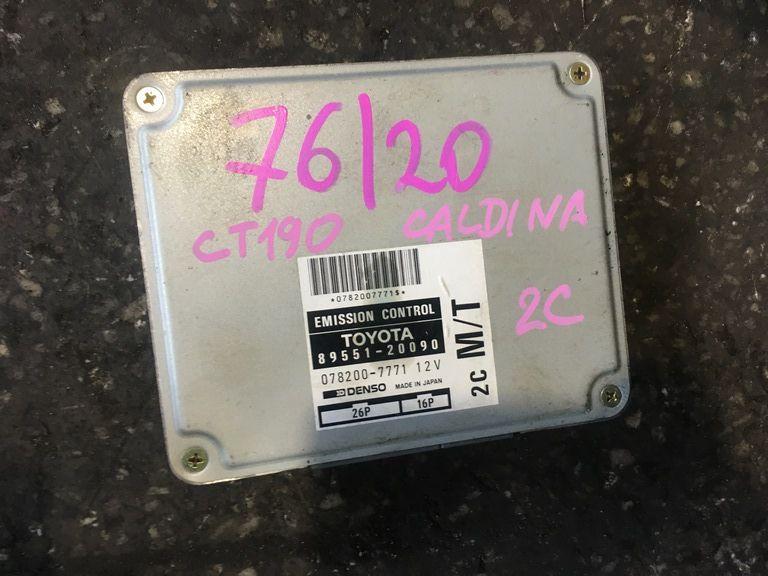 76/20
CT190 CALDINA
2C
*0782007771$*
EMISSION CONTROL
TOYOTA
89551-20090
078200-7771 12V
DENSO MADE IN JAPAN
26P 16P
2C M/T